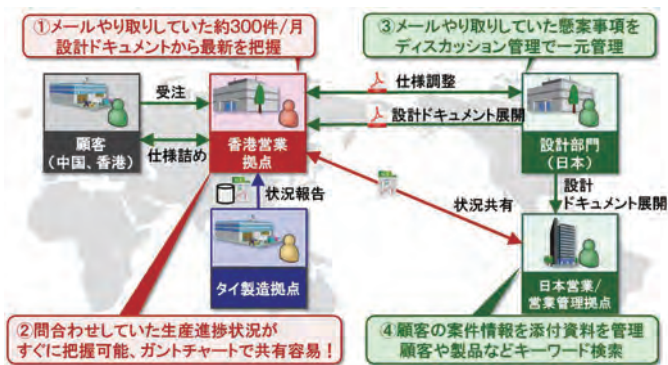 ①メールやり取りしていた約300件/月
設計ドキュメントから最新を把握
③メールやり取りしていた懸案事項を
ディスカッション管理で一元管理
受注
仕様調整
設計ドキュメント展開
顧客
(中国、香港)
仕様詰め
香港営業
拠点
設計部門
(日本)
状況報告
状況共有
設計
ドキュメント展開
タイ製造拠点
日本営業/
営業管理拠点
②問合わせしていた生産進捗状況が
すぐに把握可能、ガントチャートで共有容易!
④顧客の案件情報を添付資料を管理
顧客や製品などキーワード検索